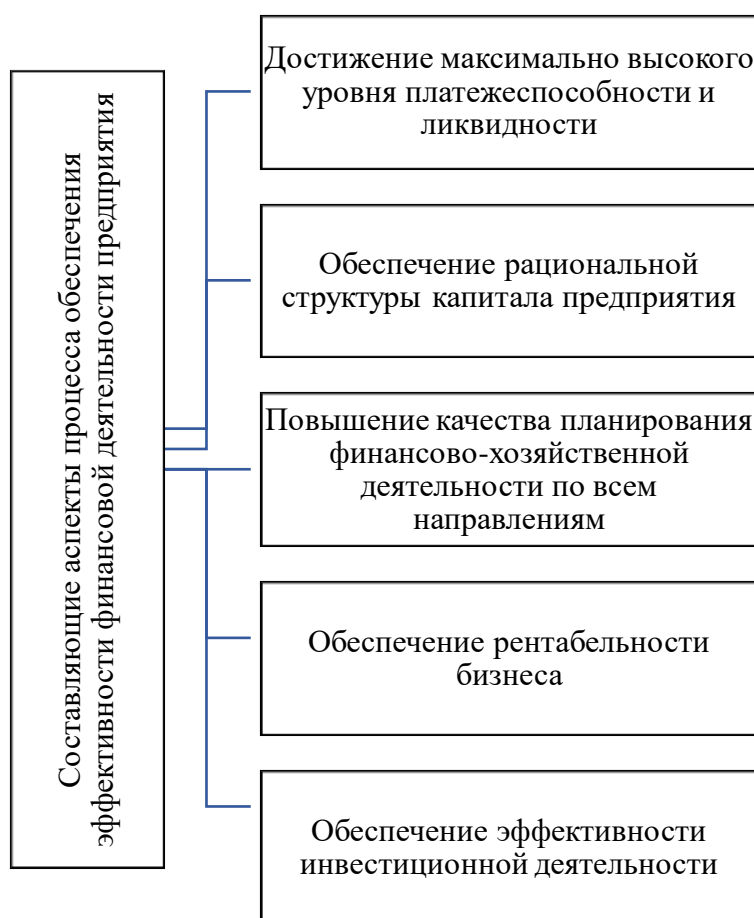 Составляющие аспекты процесса обеспечения
эффективности финансовой деятельности предприятия
Достижение максимально высокого
уровня платежеспособности и
ликвидности
Обеспечение рациональной
структуры капитала предприятия
Повышение качества планирования
финансово-хозяйственной
деятельности по всем
направлениям
Обеспечение рентабельности
бизнеса
Обеспечение эффективности
инвестиционной деятельности